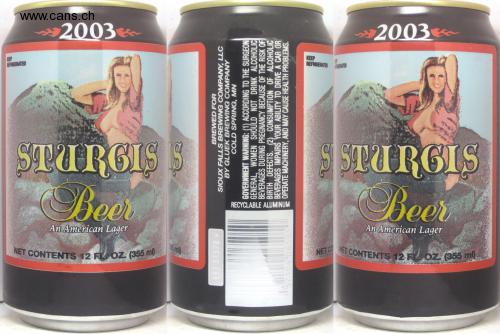 www.cans.ch
2003
KEEP
REFRIGERATED
STURGIS
Beer
An American Lager
NET CONTENTS 12 FL. OZ. (355 ml)
BREWED FOR
SIOUX FALLS BREWING COMPANY, LLC
BY GLUEK BREWING COMPANY
COLD SPRING, MN
GOVERNMENT WARNING: (1) ACCORDING TO THE SURGEON
GENERAL, WOMEN SHOULD NOT DRINK ALCOHOLIC
BEVERAGES DURING PREGNANCY BECAUSE OF THE RISK OF
BIRTH DEFECTS. (2) CONSUMPTION OF ALCOHOLIC
BEVERAGES IMPAIRS YOUR ABILITY TO DRIVE A CAR OR
OPERATE MACHINERY, AND MAY CAUSE HEALTH PROBLEMS.
RECYCLABLE ALUMINUM
2003
KEEP
REFRIGERATED
STURGIS
Beer
An American Lager
NET CONTENTS 12 FL. OZ. (355 ml)